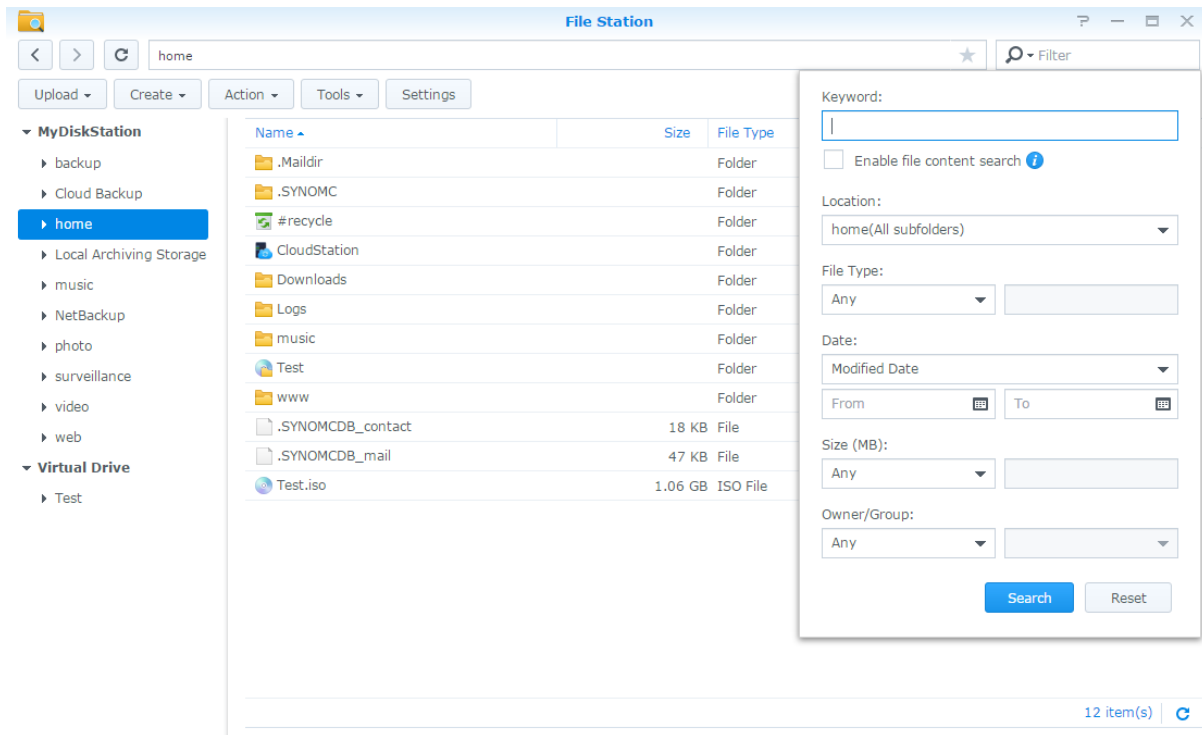 File Station
home
Filter
Upload Create Action Tools Settings
MyDiskStation
backup
Cloud Backup
home
Local Archiving Storage
music
NetBackup
photo
surveillance
video
web
Virtual Drive
Test
Name Size File Type
.Maildir Folder
.SYNOMC Folder
#recycle Folder
CloudStation Folder
Downloads Folder
Logs Folder
music Folder
Test Folder
www Folder
.SYNOMCDB_contact 18 KB File
.SYNOMCDB_mail 47 KB File
Test.iso 1.06 GB ISO File
Keyword:
Enable file content search
Location:
home(All subfolders)
File Type:
Any
Date:
Modified Date
From To
Size (MB):
Any
Owner/Group:
Any
Search Reset
12 item(s)